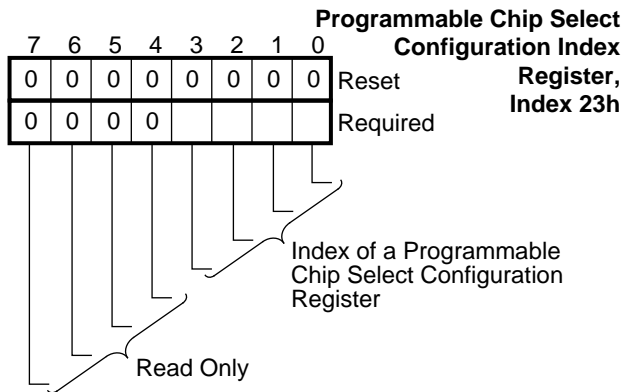 Programmable Chip Select
Configuration Index
Register,
Index 23h
7 6 5 4 3 2 1 0
0 0 0 0 0 0 0 0 Reset
0 0 0 0 Required
Index of a Programmable
Chip Select Configuration
Register
Read Only